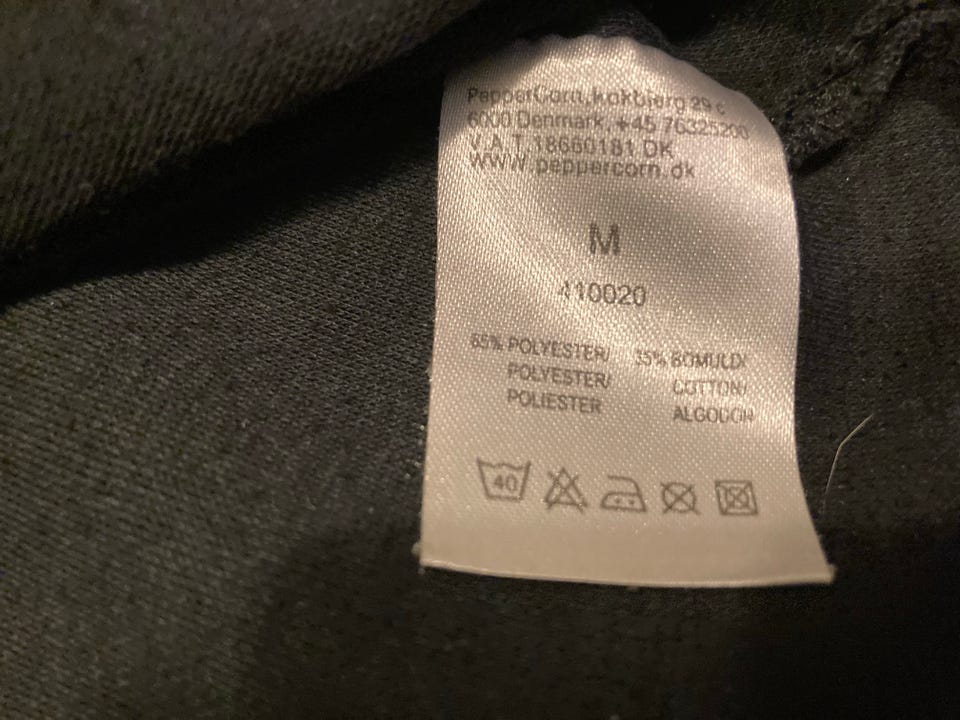 PepperCorn, Kokbjerg 29 c
6000 Denmark, +45 76325200
V.A.T. 18660181 DK
www.peppercorn.dk
M
410020
65% POLYESTER/ 35% BOMULD/
POLYESTER/ COTTON/
POLIESTER ALGODON
40